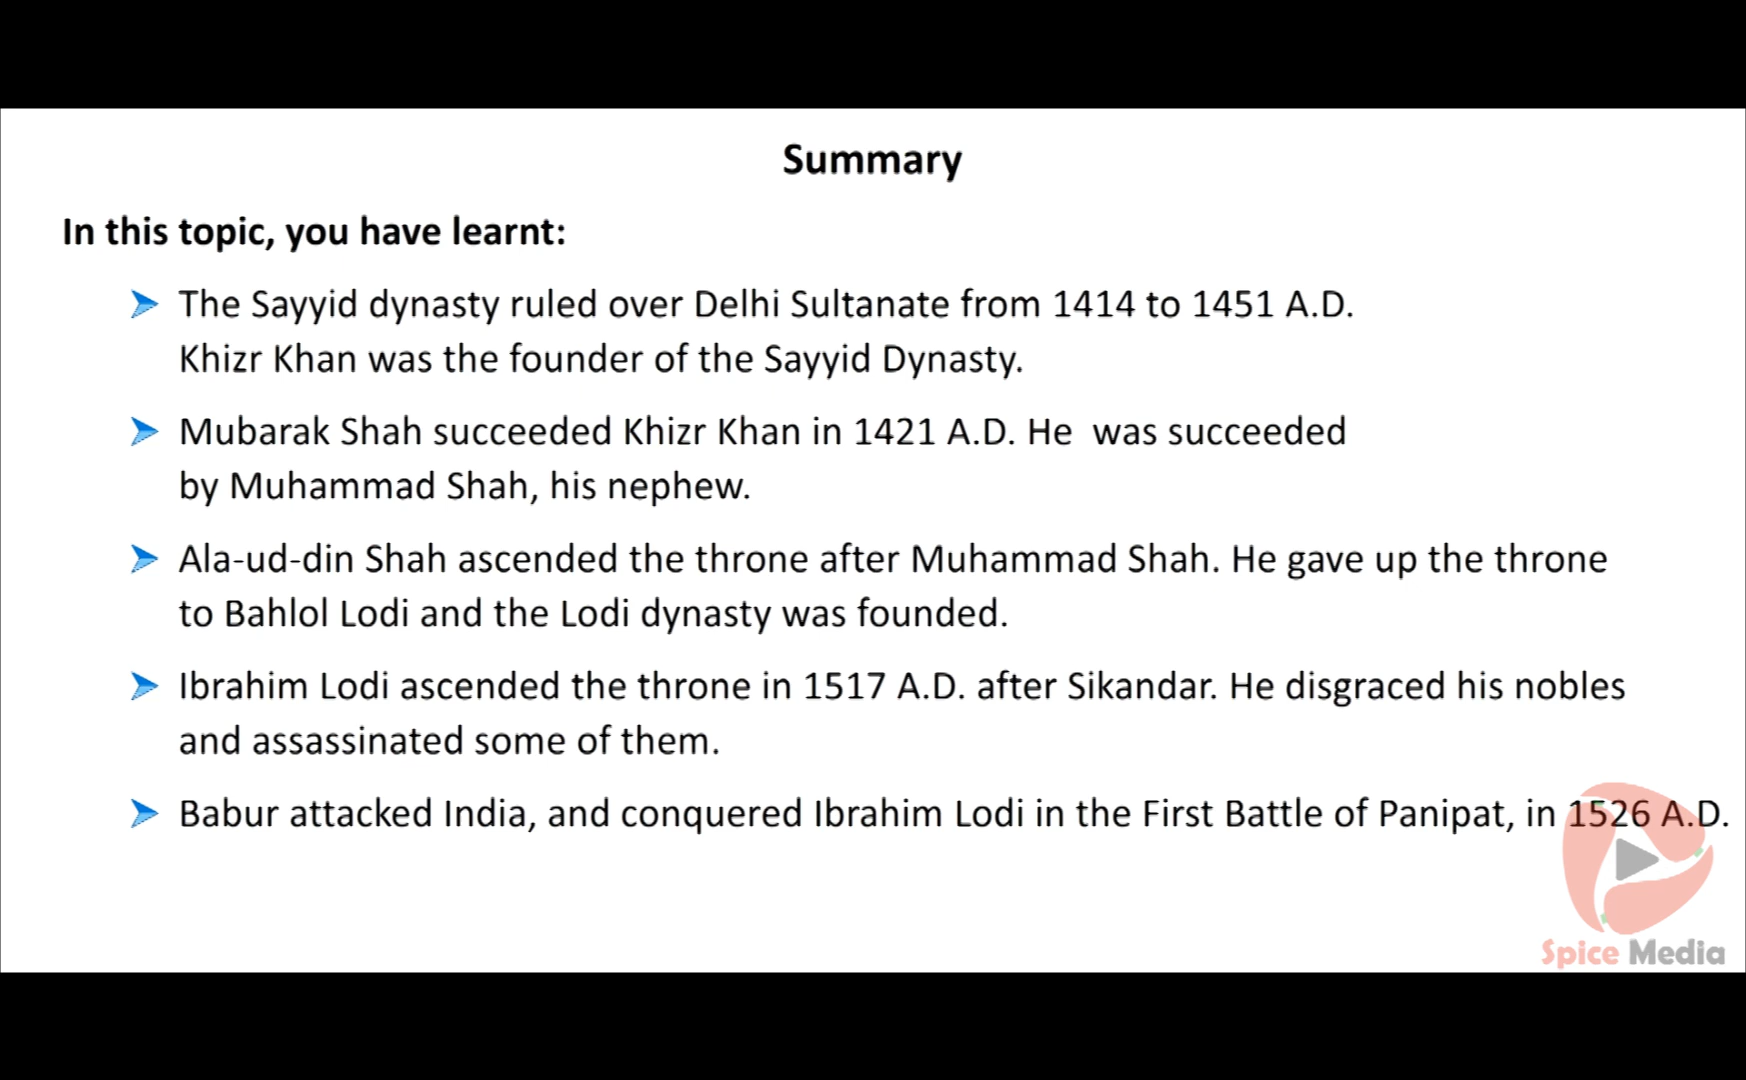 Summary
In this topic, you have learnt:
The Sayyid dynasty ruled over Delhi Sultanate from 1414 to 1451 A.D.
Khizr Khan was the founder of the Sayyid Dynasty.
Mubarak Shah succeeded Khizr Khan in 1421 A.D. He was succeeded
by Muhammad Shah, his nephew.
Ala-ud-din Shah ascended the throne after Muhammad Shah. He gave up the throne
to Bahlol Lodi and the Lodi dynasty was founded.
Ibrahim Lodi ascended the throne in 1517 A.D. after Sikandar. He disgraced his nobles
and assassinated some of them.
Babur attacked India, and conquered Ibrahim Lodi in the First Battle of Panipat, in 1526 A.D.
Spice Media